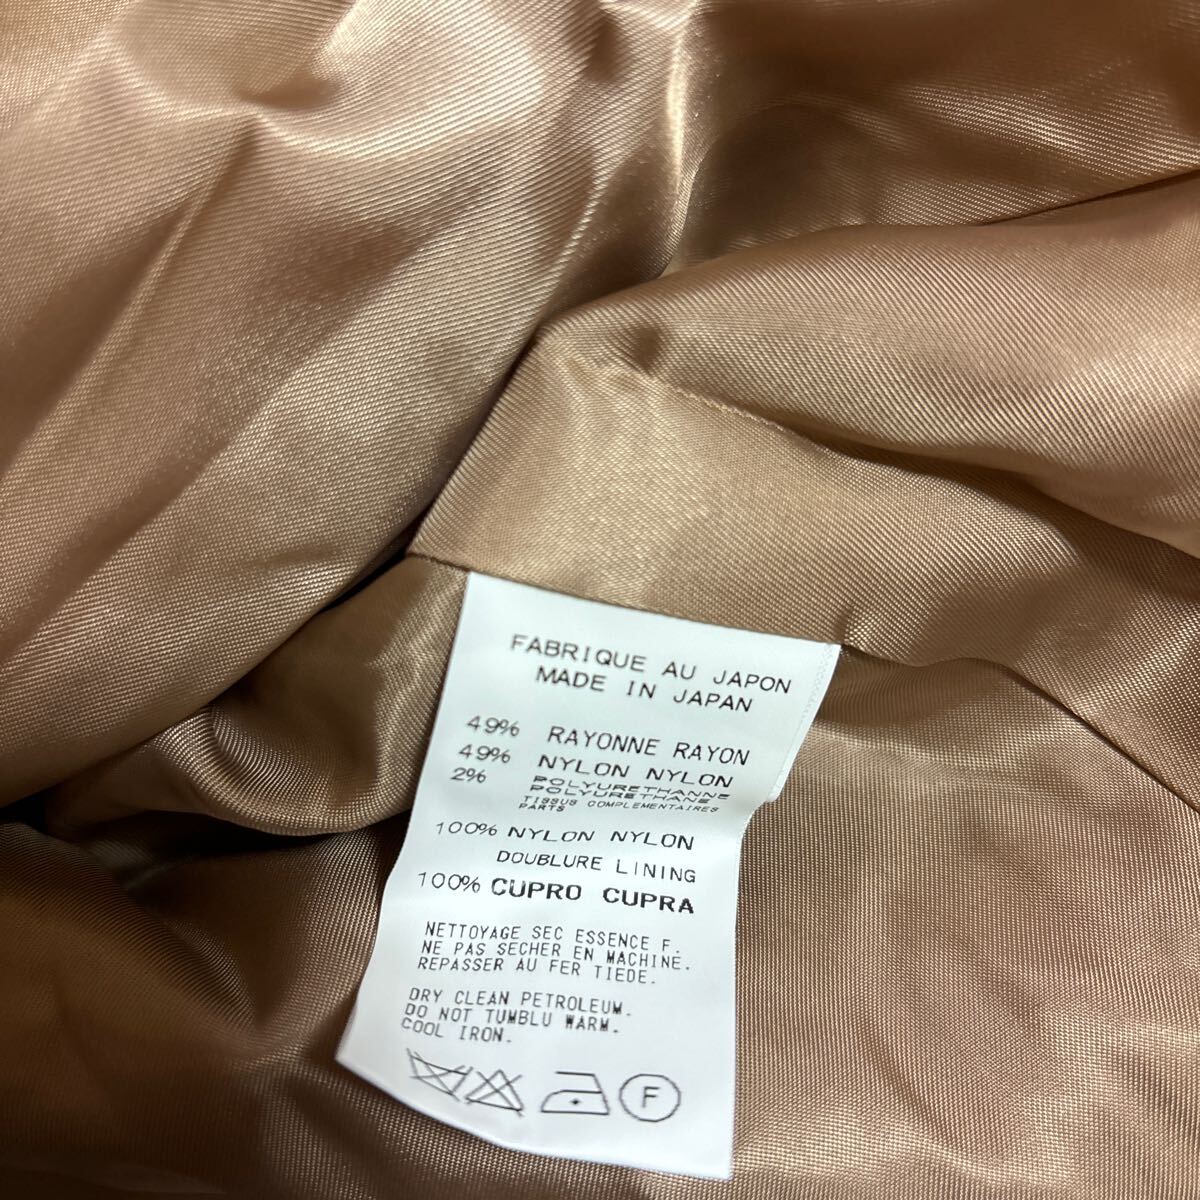 FABRIQUE AU JAPON
MADE IN JAPAN
49% RAYONNE RAYON
49% NYLON NYLON
2% POLYURETHANNE
POLYURETHANE
TISSUS COMPLEMENTAIRES
PARTS
100% NYLON NYLON
DOUBLURE LINING
100% CUPRO CUPRA
NETTOYAGE SEC ESSENCE F.
NE PAS SECHER EN MACHINE.
REPASSER AU FER TIEDE.
DRY CLEAN PETROLEUM.
DO NOT TUMBLU WARM.
COOL IRON.
F